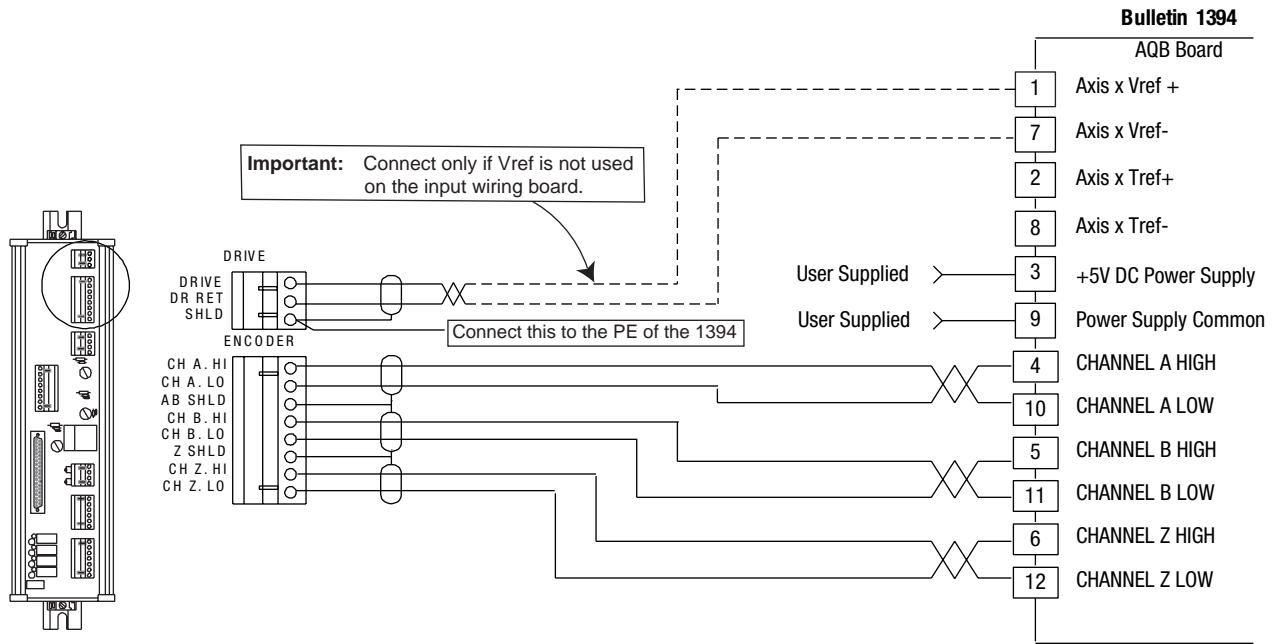 Bulletin 1394
AQB Board
1 Axis x Vref +
7 Axis x Vref-
2 Axis x Tref+
8 Axis x Tref-
User Supplied 3 +5V DC Power Supply
User Supplied 9 Power Supply Common
4 CHANNEL A HIGH
10 CHANNEL A LOW
5 CHANNEL B HIGH
11 CHANNEL B LOW
6 CHANNEL Z HIGH
12 CHANNEL Z LOW
Important: Connect only if Vref is not used
on the input wiring board.
DRIVE
DRIVE
DR RET
SHLD
Connect this to the PE of the 1394
ENCODER
CH A. HI
CH A. LO
AB SHLD
CH B. HI
CH B. LO
Z SHLD
CH Z. HI
CH Z. LO